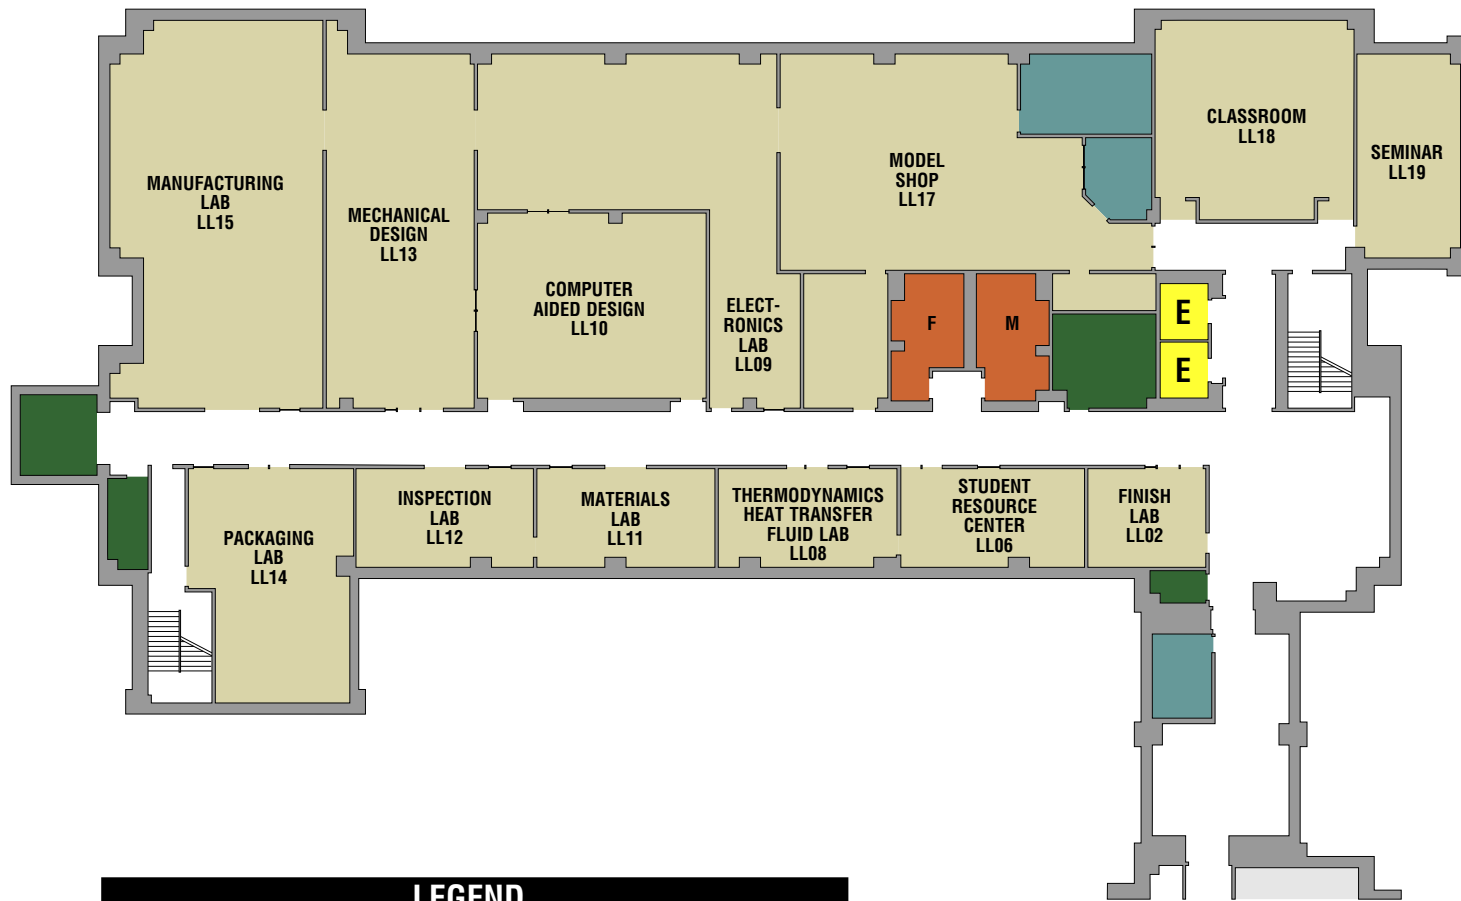 CLASSROOM
LL18
SEMINAR
LL19
MODEL
SHOP
LL17
MANUFACTURING
LAB
LL15
MECHANICAL
DESIGN
LL13
COMPUTER
AIDED DESIGN
LL10
ELECT-
RONICS
LAB
LL09
F
M
E
E
PACKAGING
LAB
LL14
INSPECTION
LAB
LL12
MATERIALS
LAB
LL11
THERMODYNAMICS
HEAT TRANSFER
FLUID LAB
LL08
STUDENT
RESOURCE
CENTER
LL06
FINISH
LAB
LL02
LEGEND